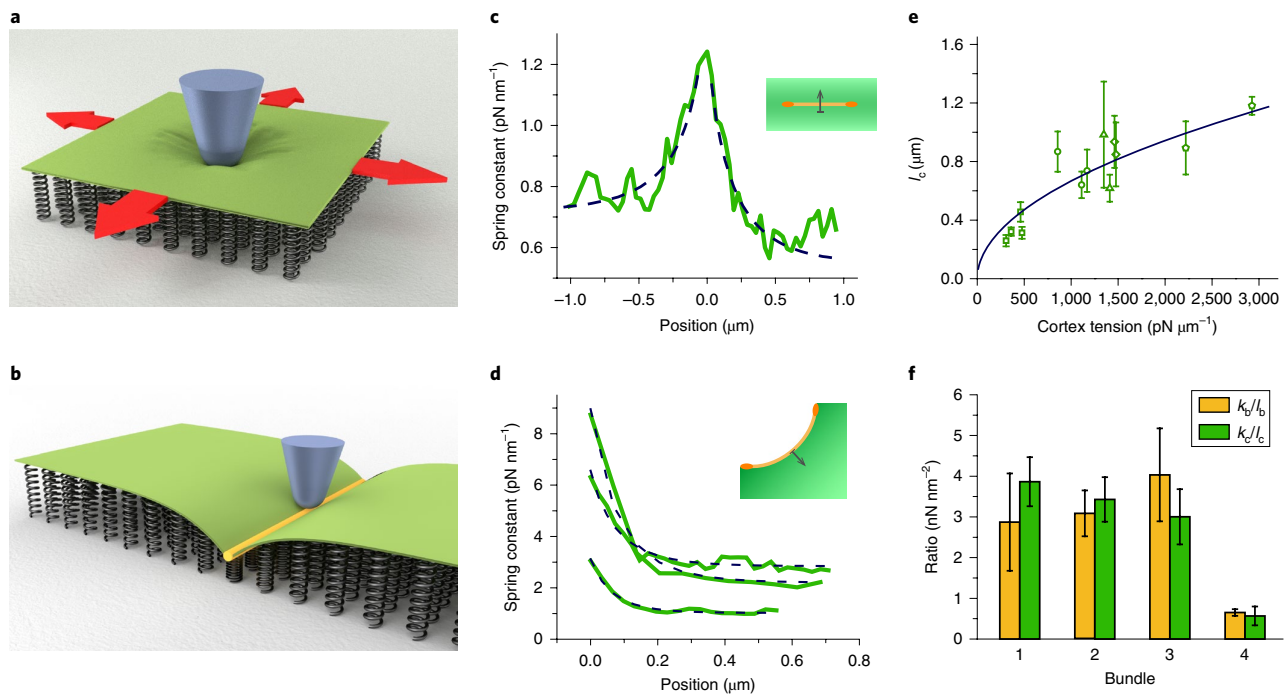 a
b
c
Spring constant (pN nm⁻¹)
1.2
1.0
0.8
0.6
−1.0
−0.5
0.0
0.5
1.0
Position (μm)
d
Spring constant (pN nm⁻¹)
8
6
4
2
0
0.0
0.2
0.4
0.6
0.8
Position (μm)
e
l_c (μm)
1.6
1.2
0.8
0.4
0.0
0
500
1,000
1,500
2,000
2,500
3,000
Cortex tension (pN μm⁻¹)
f
Ratio (nN nm⁻²)
6
5
4
3
2
1
0
k_b/l_b
k_c/l_c
1
2
3
4
Bundle